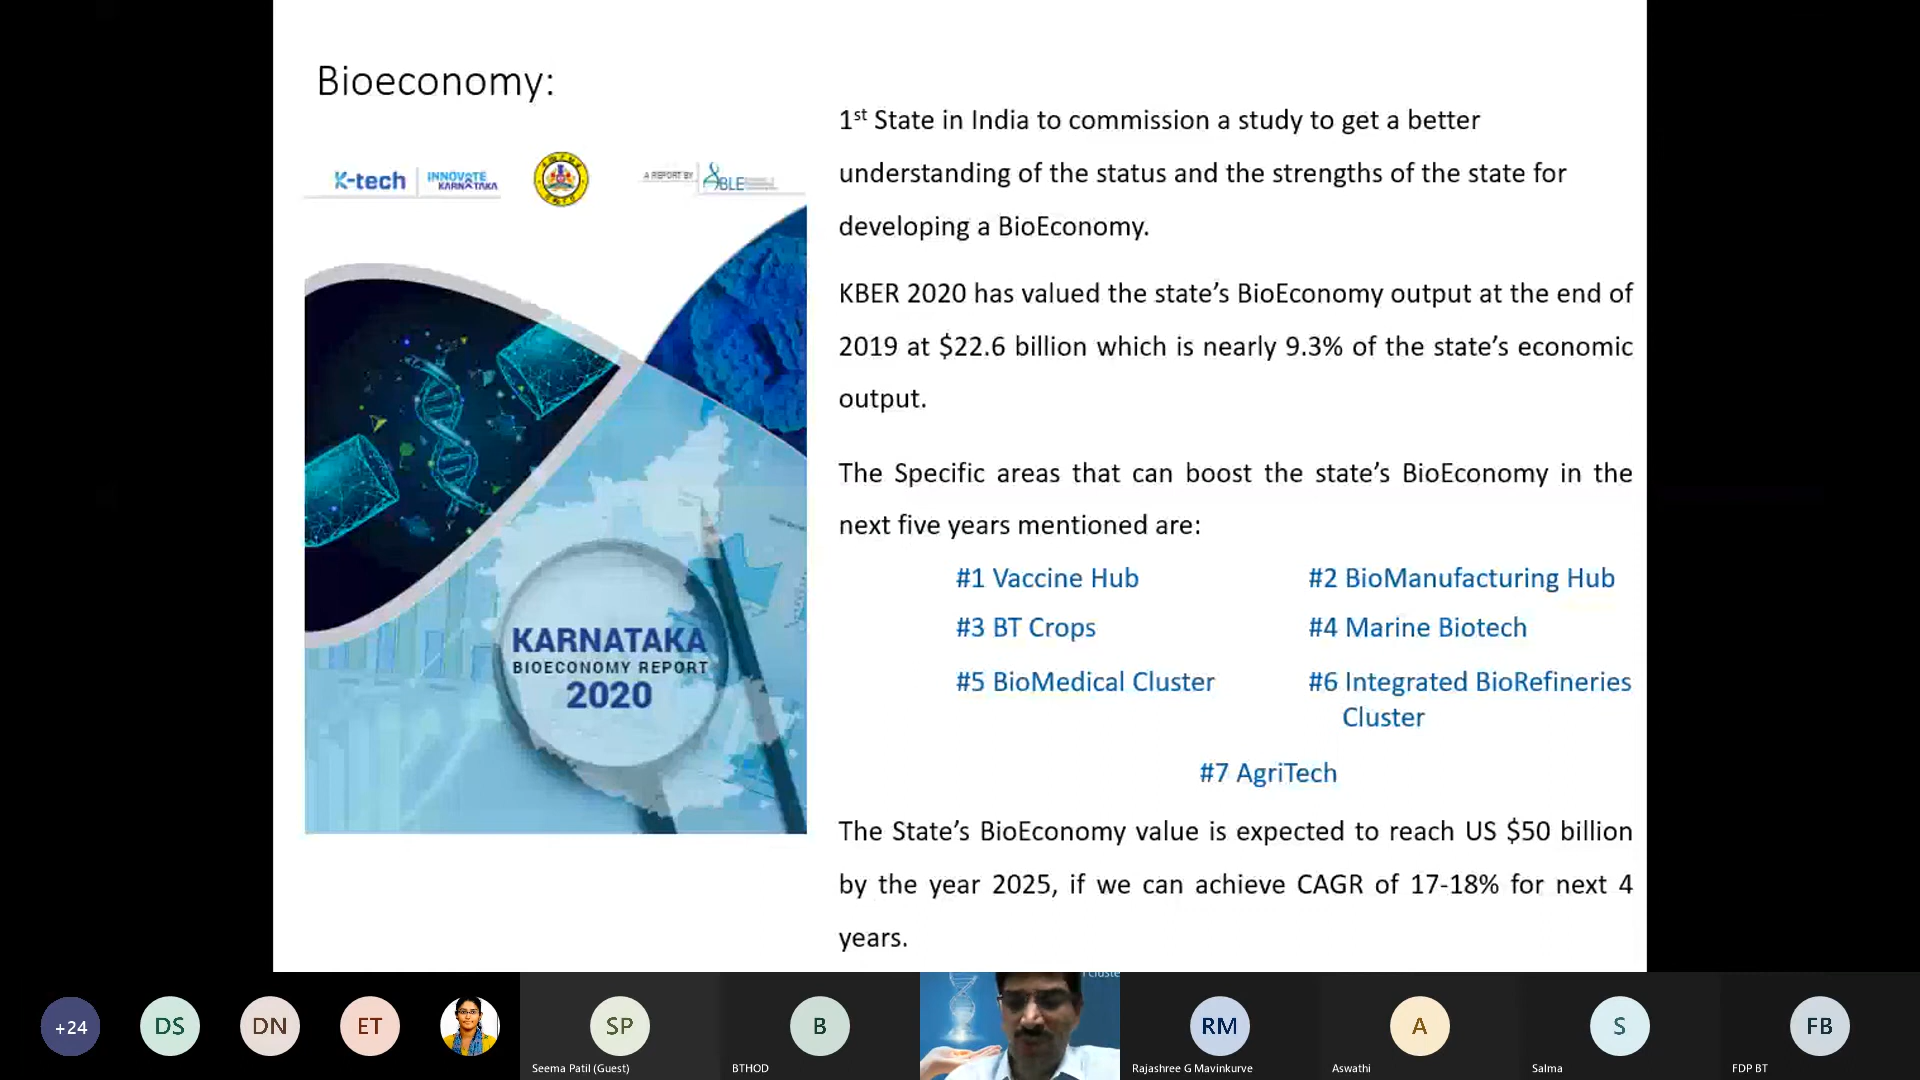 Bioeconomy:
K-tech
INNOVATE
KARNATAKA
A REPORT BY
ABLE
KARNATAKA
BIOECONOMY REPORT
2020
1st State in India to commission a study to get a better
understanding of the status and the strengths of the state for
developing a BioEconomy.
KBER 2020 has valued the state’s BioEconomy output at the end of
2019 at $22.6 billion which is nearly 9.3% of the state’s economic
output.
The Specific areas that can boost the state’s BioEconomy in the
next five years mentioned are:
#1 Vaccine Hub
#2 BioManufacturing Hub
#3 BT Crops
#4 Marine Biotech
#5 BioMedical Cluster
#6 Integrated BioRefineries
Cluster
#7 AgriTech
The State’s BioEconomy value is expected to reach US $50 billion
by the year 2025, if we can achieve CAGR of 17-18% for next 4
years.
+24
DS
DN
ET
SP
Seema Patil (Guest)
B
BTHOD
RM
Rajashree G Mavinkurve
A
Aswathi
S
Salma
FB
FDP BT